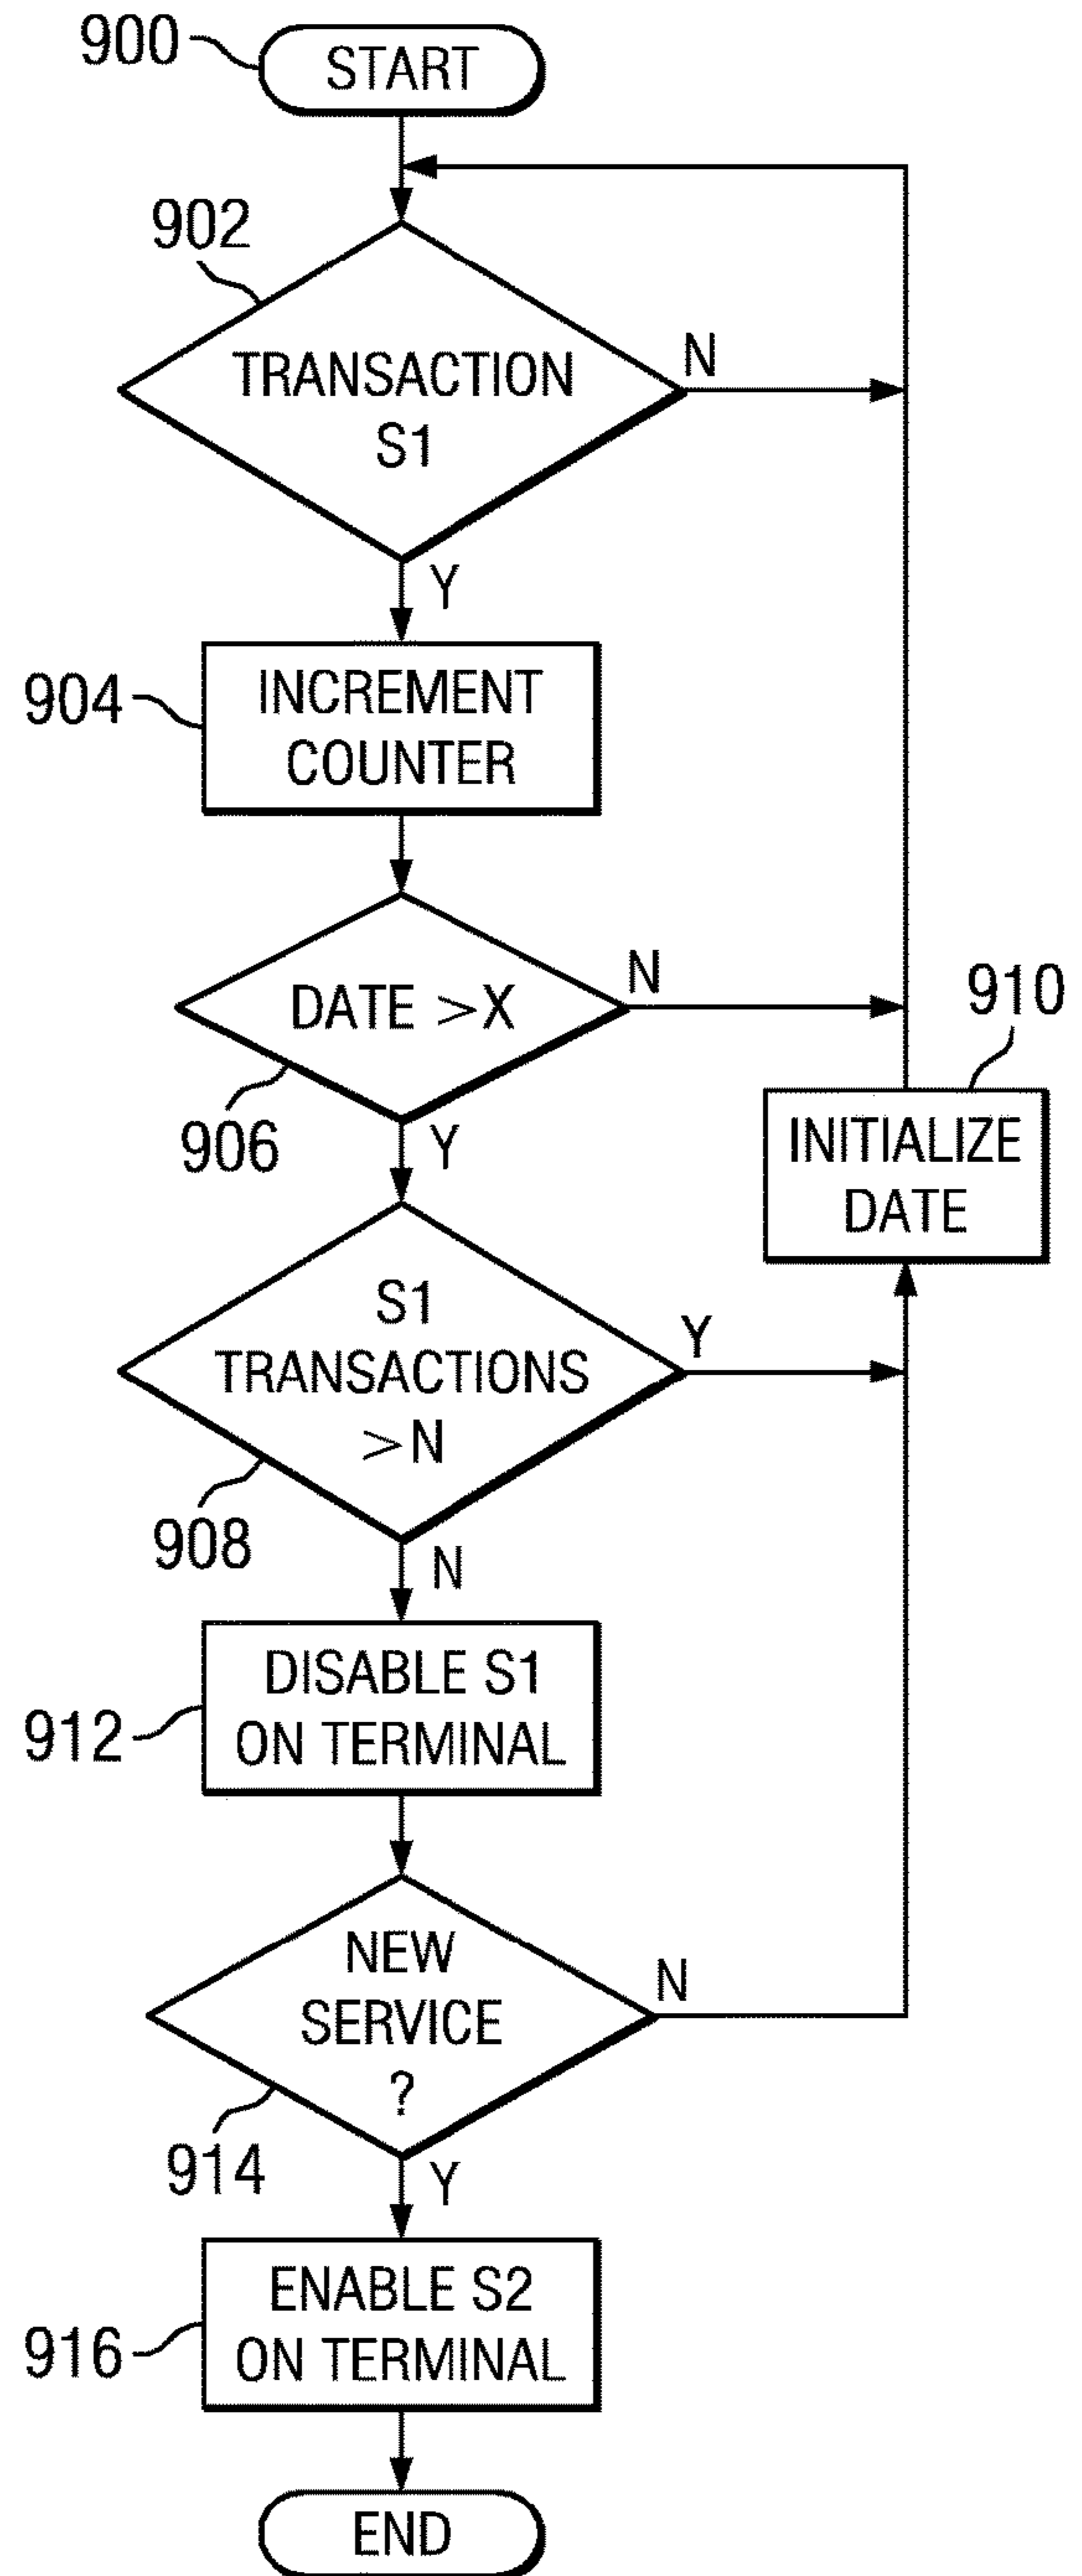 900
START
902
TRANSACTION
S1
N
Y
904
INCREMENT
COUNTER
DATE >X
N
906
Y
910
INITIALIZE
DATE
S1
TRANSACTIONS
>N
Y
908
N
912
DISABLE S1
ON TERMINAL
NEW
SERVICE
?
N
914
Y
916
ENABLE S2
ON TERMINAL
END